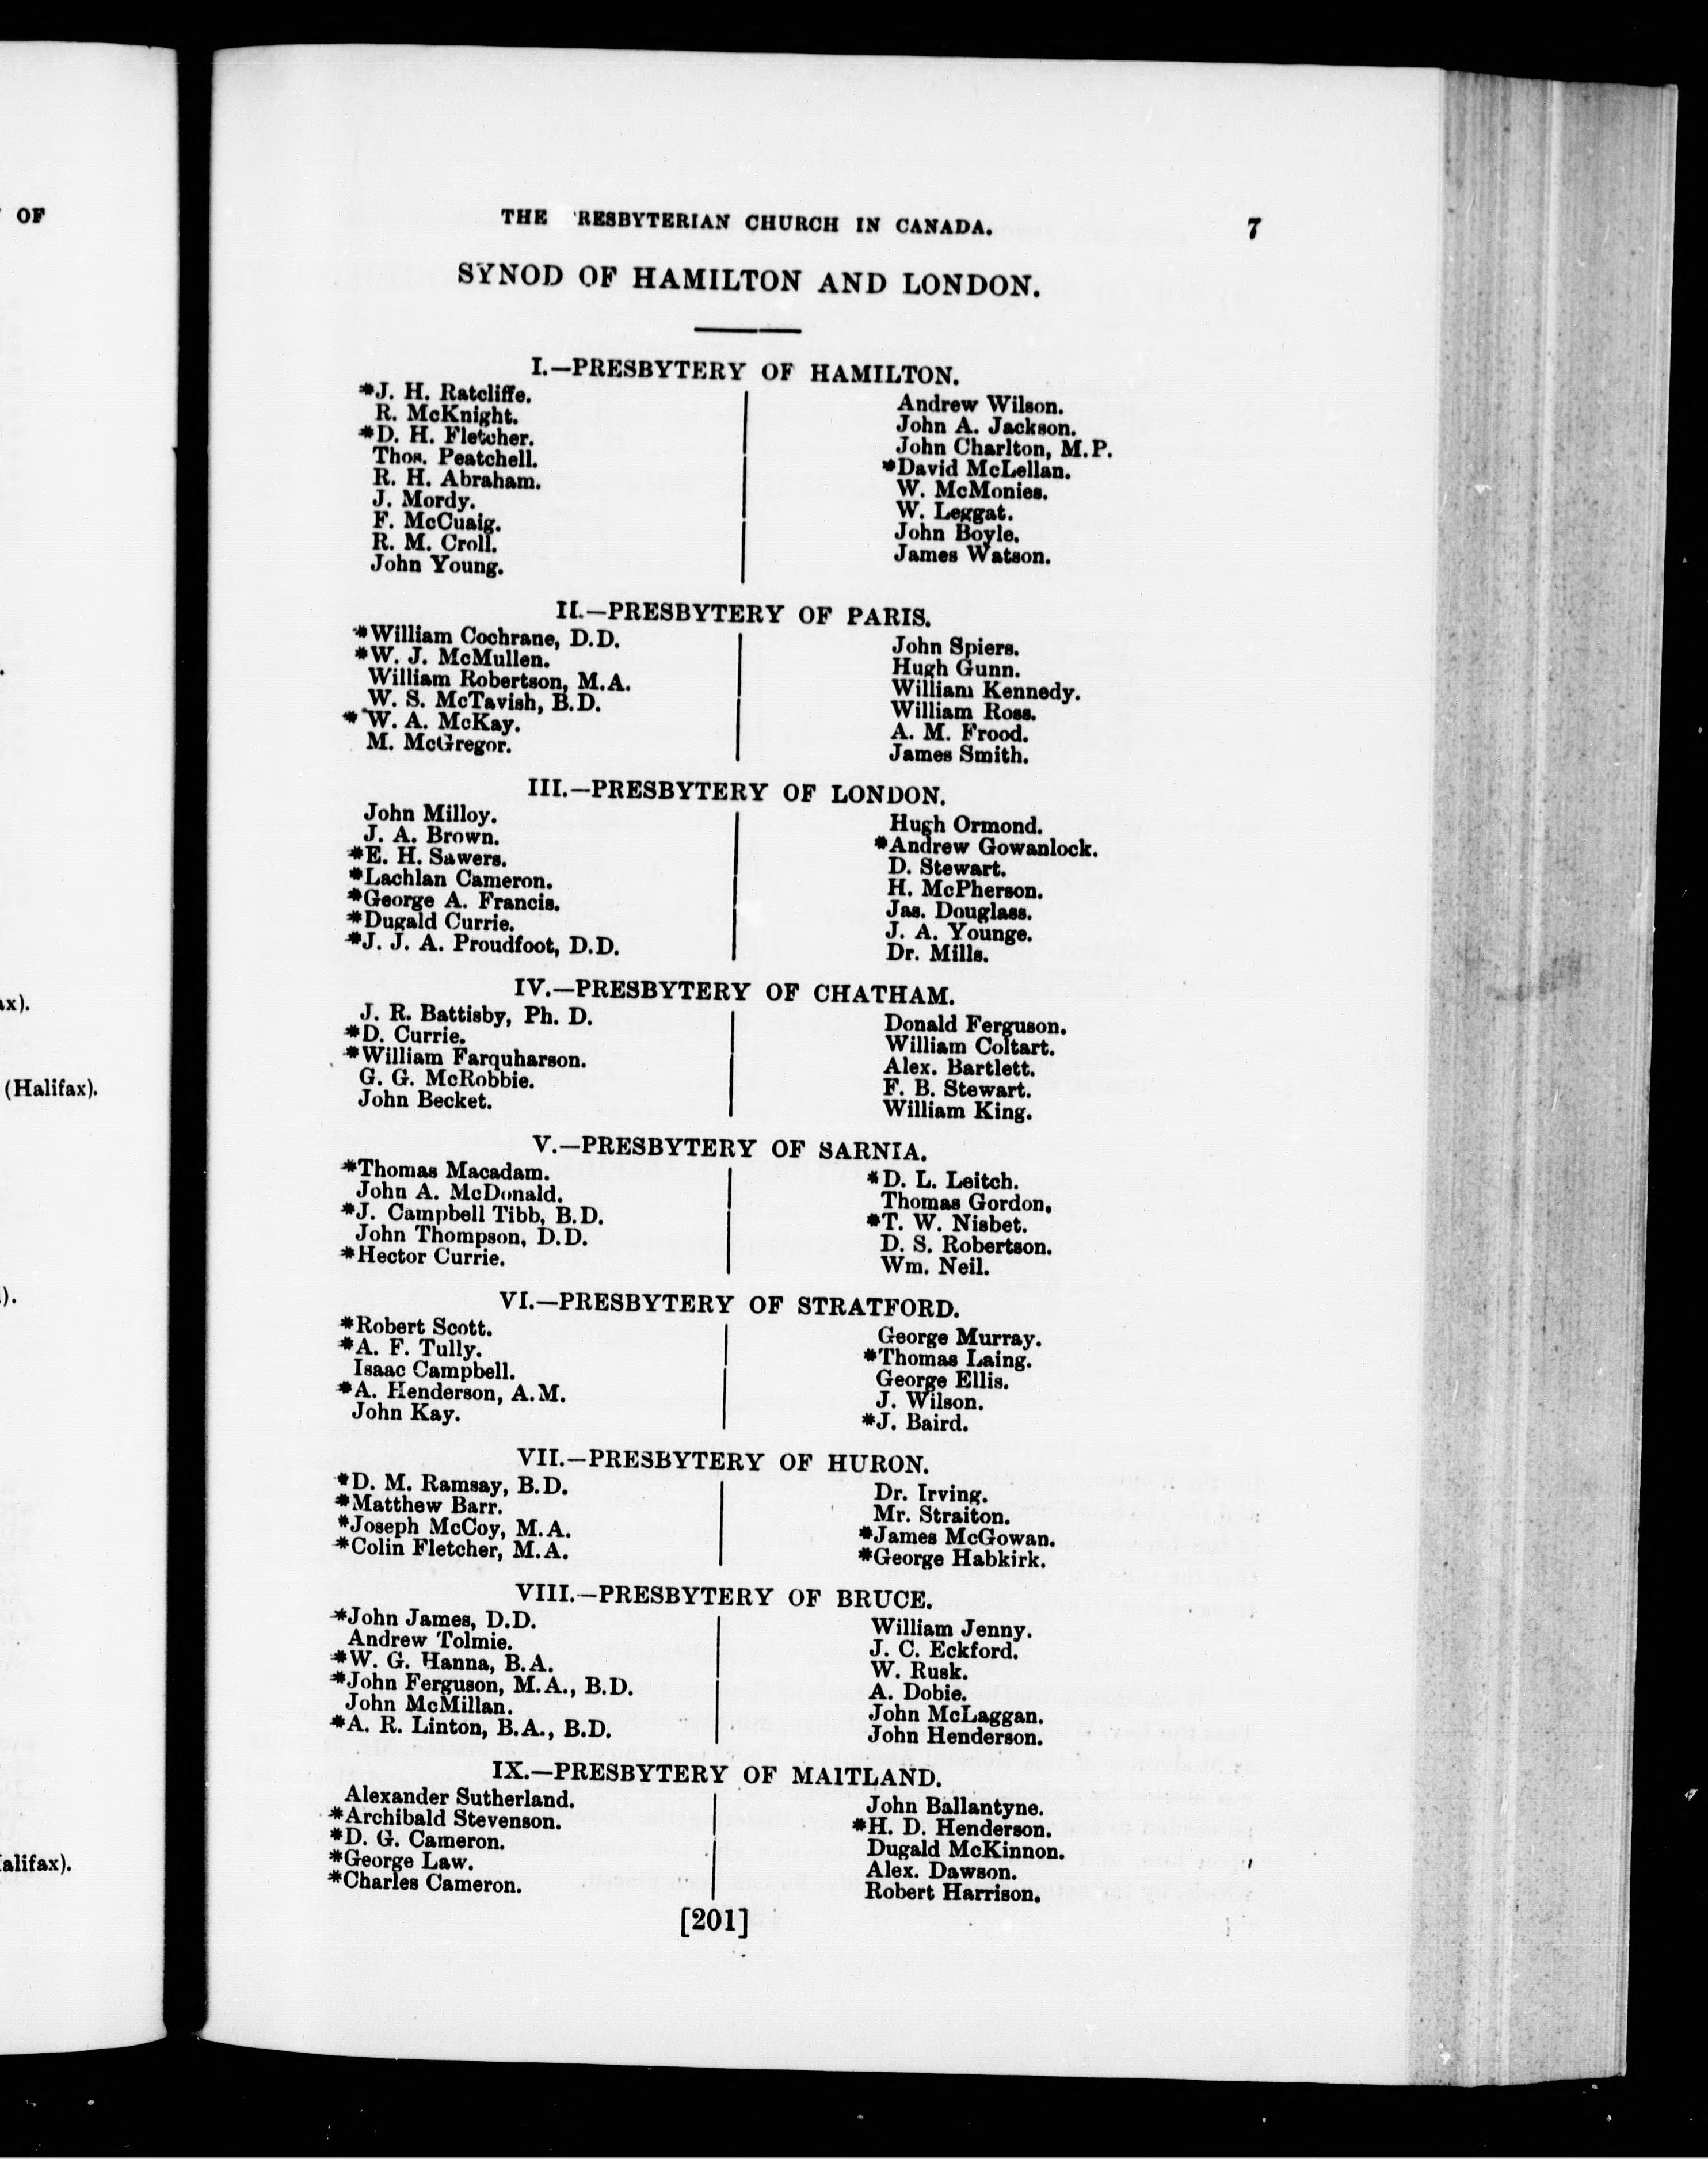 OF
ax).
(Halifax).
).
alifax).
THE RESBYTERIAN CHURCH IN CANADA. 7
SYNOD OF HAMILTON AND LONDON.
I.—PRESBYTERY OF HAMILTON.
*J. H. Ratcliffe.
R. McKnight.
*D. H. Fletcher.
Thos. Peatchell.
R. H. Abraham.
J. Mordy.
F. McCuaig.
R. M. Croll.
John Young.
Andrew Wilson.
John A. Jackson.
John Charlton, M.P.
*David McLellan.
W. McMonies.
W. Leggat.
John Boyle.
James Watson.
II.—PRESBYTERY OF PARIS.
*William Cochrane, D.D.
*W. J. McMullen.
William Robertson, M.A.
W. S. McTavish, B.D.
*W. A. McKay.
M. McGregor.
John Spiers.
Hugh Gunn.
William Kennedy.
William Ross.
A. M. Frood.
James Smith.
III.—PRESBYTERY OF LONDON.
John Milloy.
J. A. Brown.
*E. H. Sawers.
*Lachlan Cameron.
*George A. Francis.
*Dugald Currie.
*J. J. A. Proudfoot, D.D.
Hugh Ormond.
*Andrew Gowanlock.
D. Stewart.
H. McPherson.
Jas. Douglass.
J. A. Younge.
Dr. Mills.
IV.—PRESBYTERY OF CHATHAM.
J. R. Battisby, Ph. D.
*D. Currie.
*William Farquharson.
G. G. McRobbie.
John Becket.
Donald Ferguson.
William Coltart.
Alex. Bartlett.
F. B. Stewart.
William King.
V.—PRESBYTERY OF SARNIA.
*Thomas Macadam.
John A. McDonald.
*J. Campbell Tibb, B.D.
John Thompson, D.D.
*Hector Currie.
*D. L. Leitch.
Thomas Gordon.
*T. W. Nisbet.
D. S. Robertson.
Wm. Neil.
VI.—PRESBYTERY OF STRATFORD.
*Robert Scott.
*A. F. Tully.
Isaac Campbell.
*A. Henderson, A.M.
John Kay.
George Murray.
*Thomas Laing.
George Ellis.
J. Wilson.
*J. Baird.
VII.—PRESBYTERY OF HURON.
*D. M. Ramsay, B.D.
*Matthew Barr.
*Joseph McCoy, M.A.
*Colin Fletcher, M.A.
Dr. Irving.
Mr. Straiton.
*James McGowan.
*George Habkirk.
VIII.—PRESBYTERY OF BRUCE.
*John James, D.D.
Andrew Tolmie.
*W. G. Hanna, B.A.
*John Ferguson, M.A., B.D.
John McMillan.
*A. R. Linton, B.A., B.D.
William Jenny.
J. C. Eckford.
W. Rusk.
A. Dobie.
John McLaggan.
John Henderson.
IX.—PRESBYTERY OF MAITLAND.
Alexander Sutherland.
*Archibald Stevenson.
*D. G. Cameron.
*George Law.
*Charles Cameron.
John Ballantyne.
*H. D. Henderson.
Dugald McKinnon.
Alex. Dawson.
Robert Harrison.
[201]